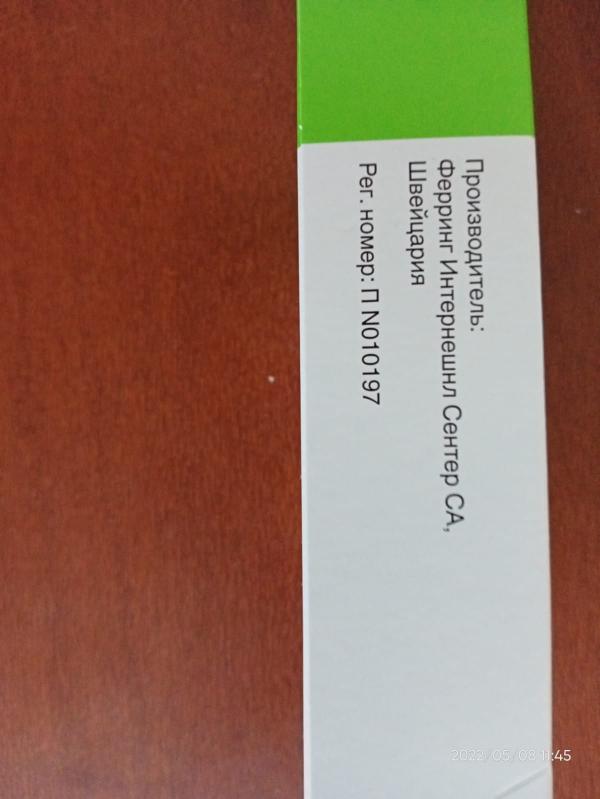 Производитель:
Ферринг Интернешнл Сентер СА,
Швейцария
Рег. номер: П N010197
2022/05/08 11:45